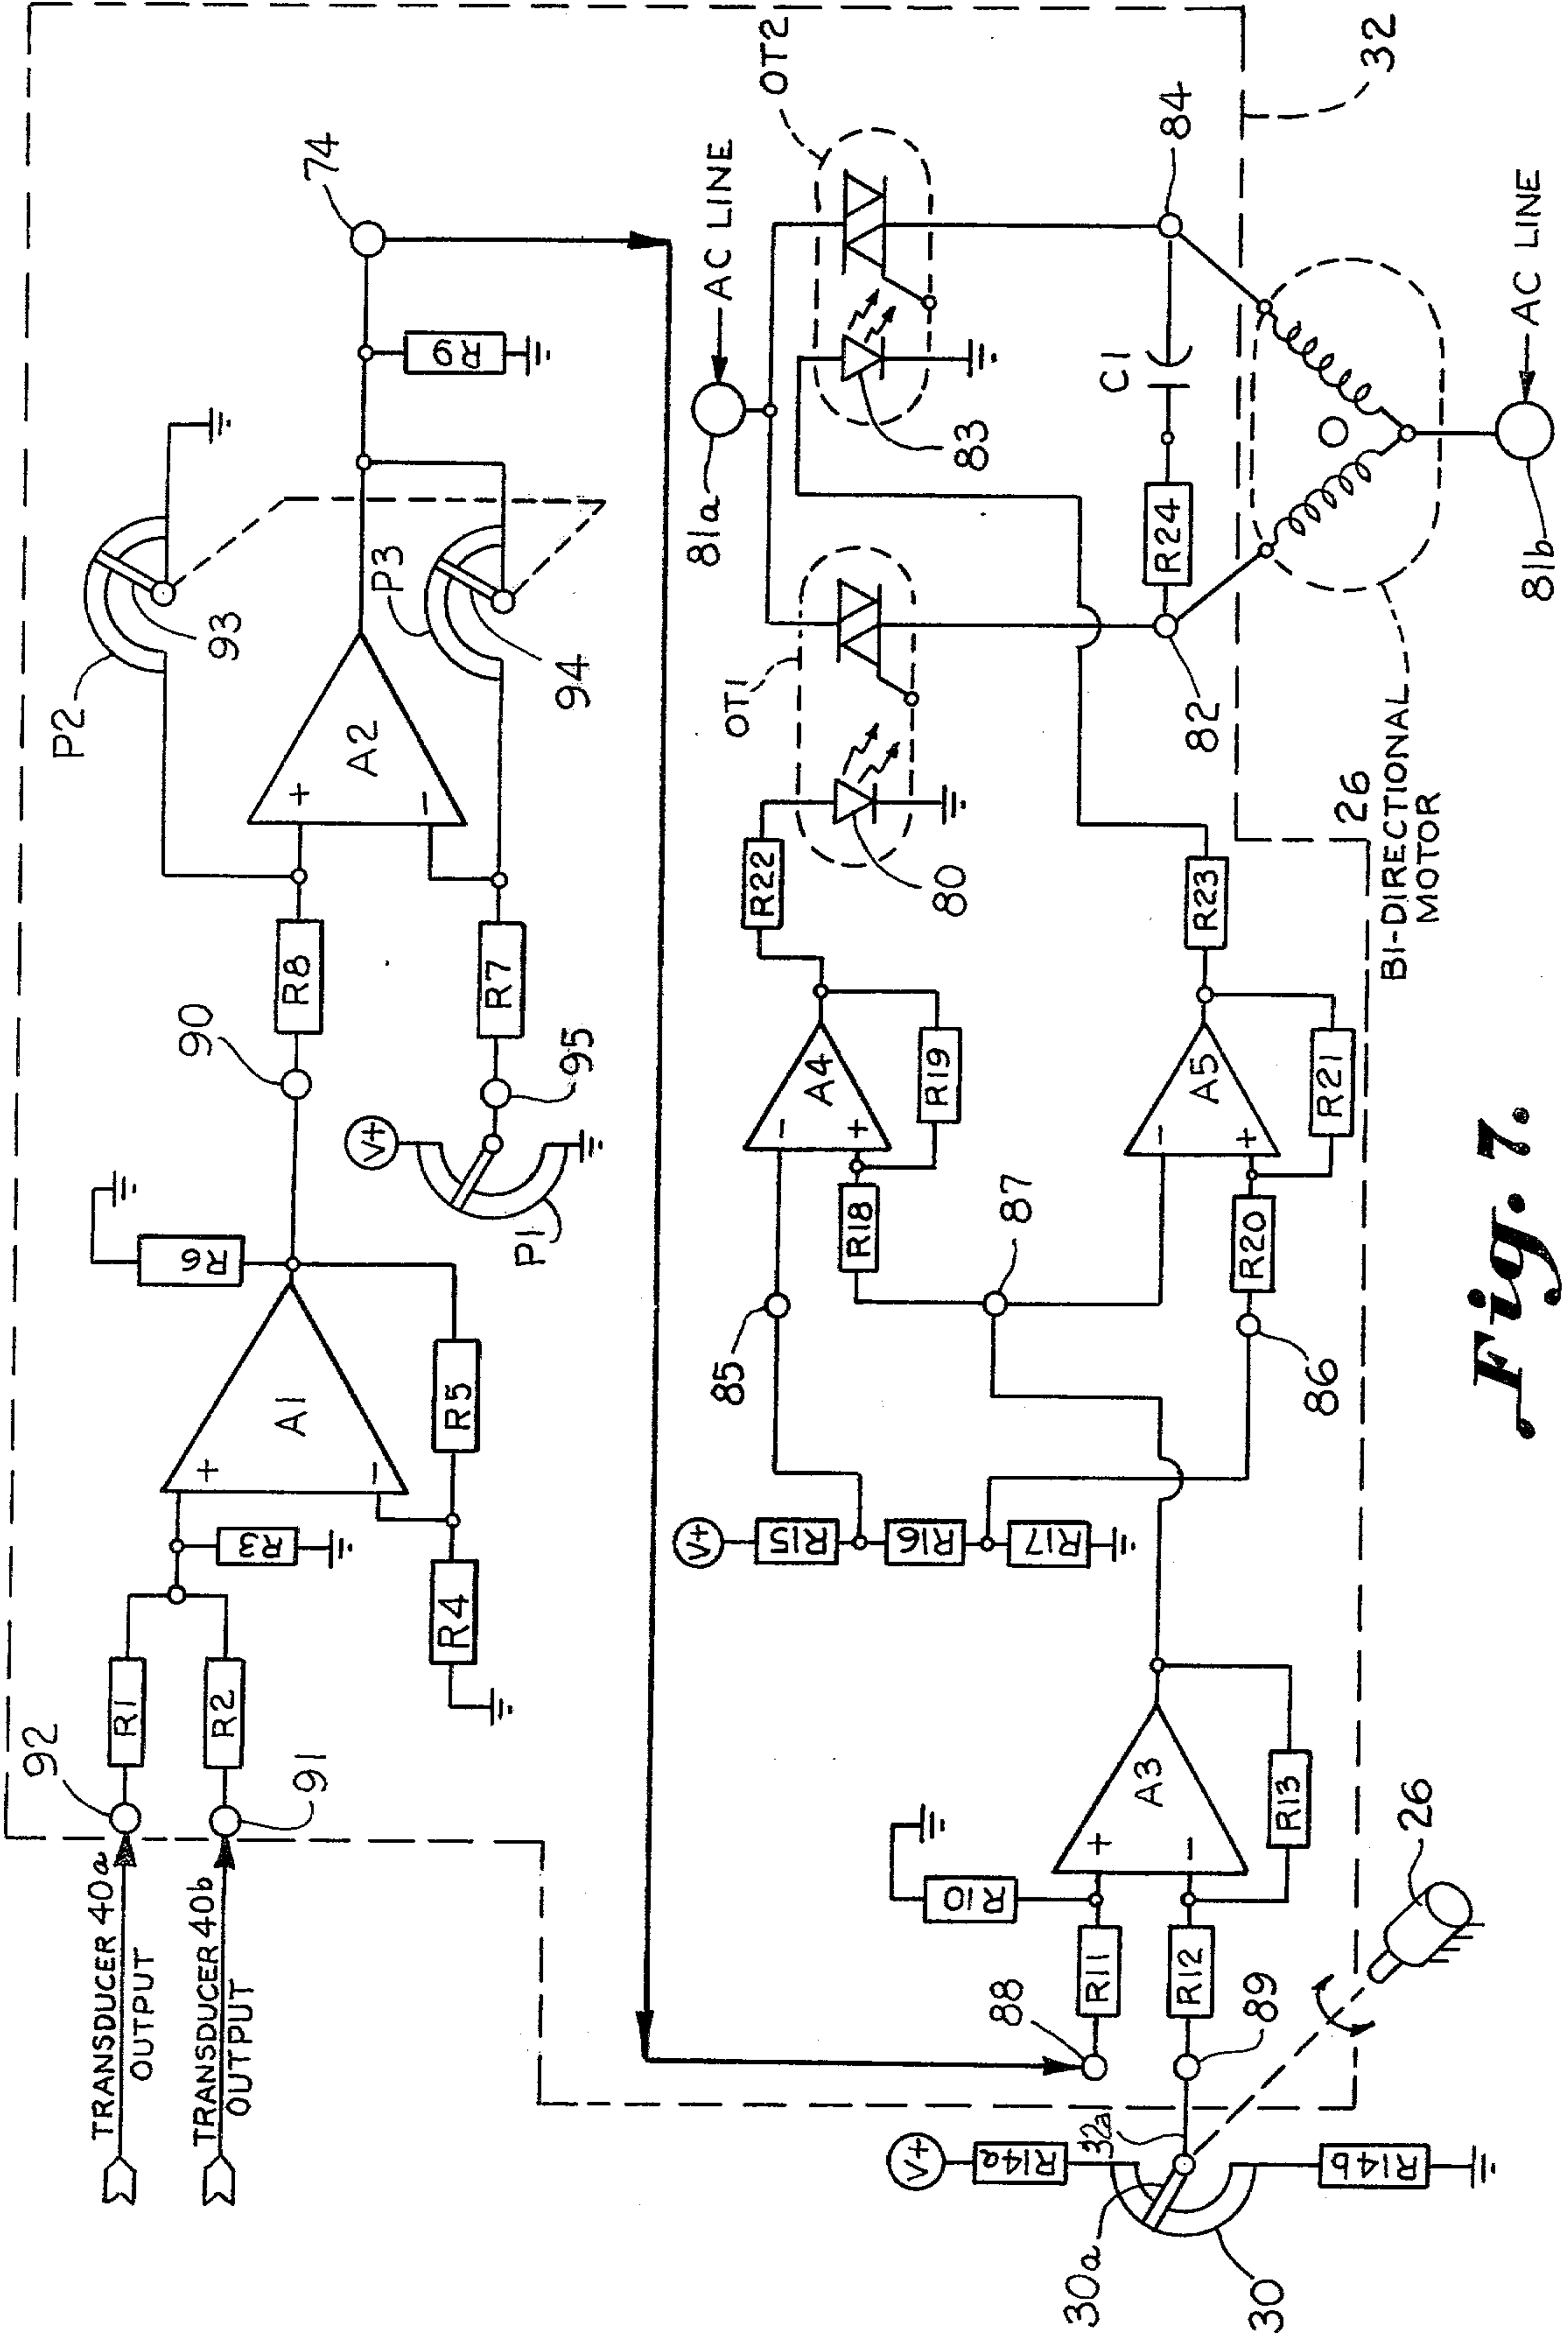 TRANSDUCER 40a
OUTPUT
TRANSDUCER 40b
OUTPUT
92
91
R1
R2
R3
R4
R5
R6
+
−
A1
90
R8
V+
P1
95
R7
P2
93
P3
94
+
−
A2
R9
74
32
V+
R14a
R14b
30a
30
32a
26
88
89
R10
R11
R12
R13
+
−
A3
V+
R15
R16
R17
85
86
87
R18
R19
−
+
A4
R20
R21
−
+
A5
R22
R23
80
OT1
OT2
83
81a
AC LINE
82
84
R24
C1
26
BI-DIRECTIONAL
MOTOR
81b
AC LINE
Fig. 7.